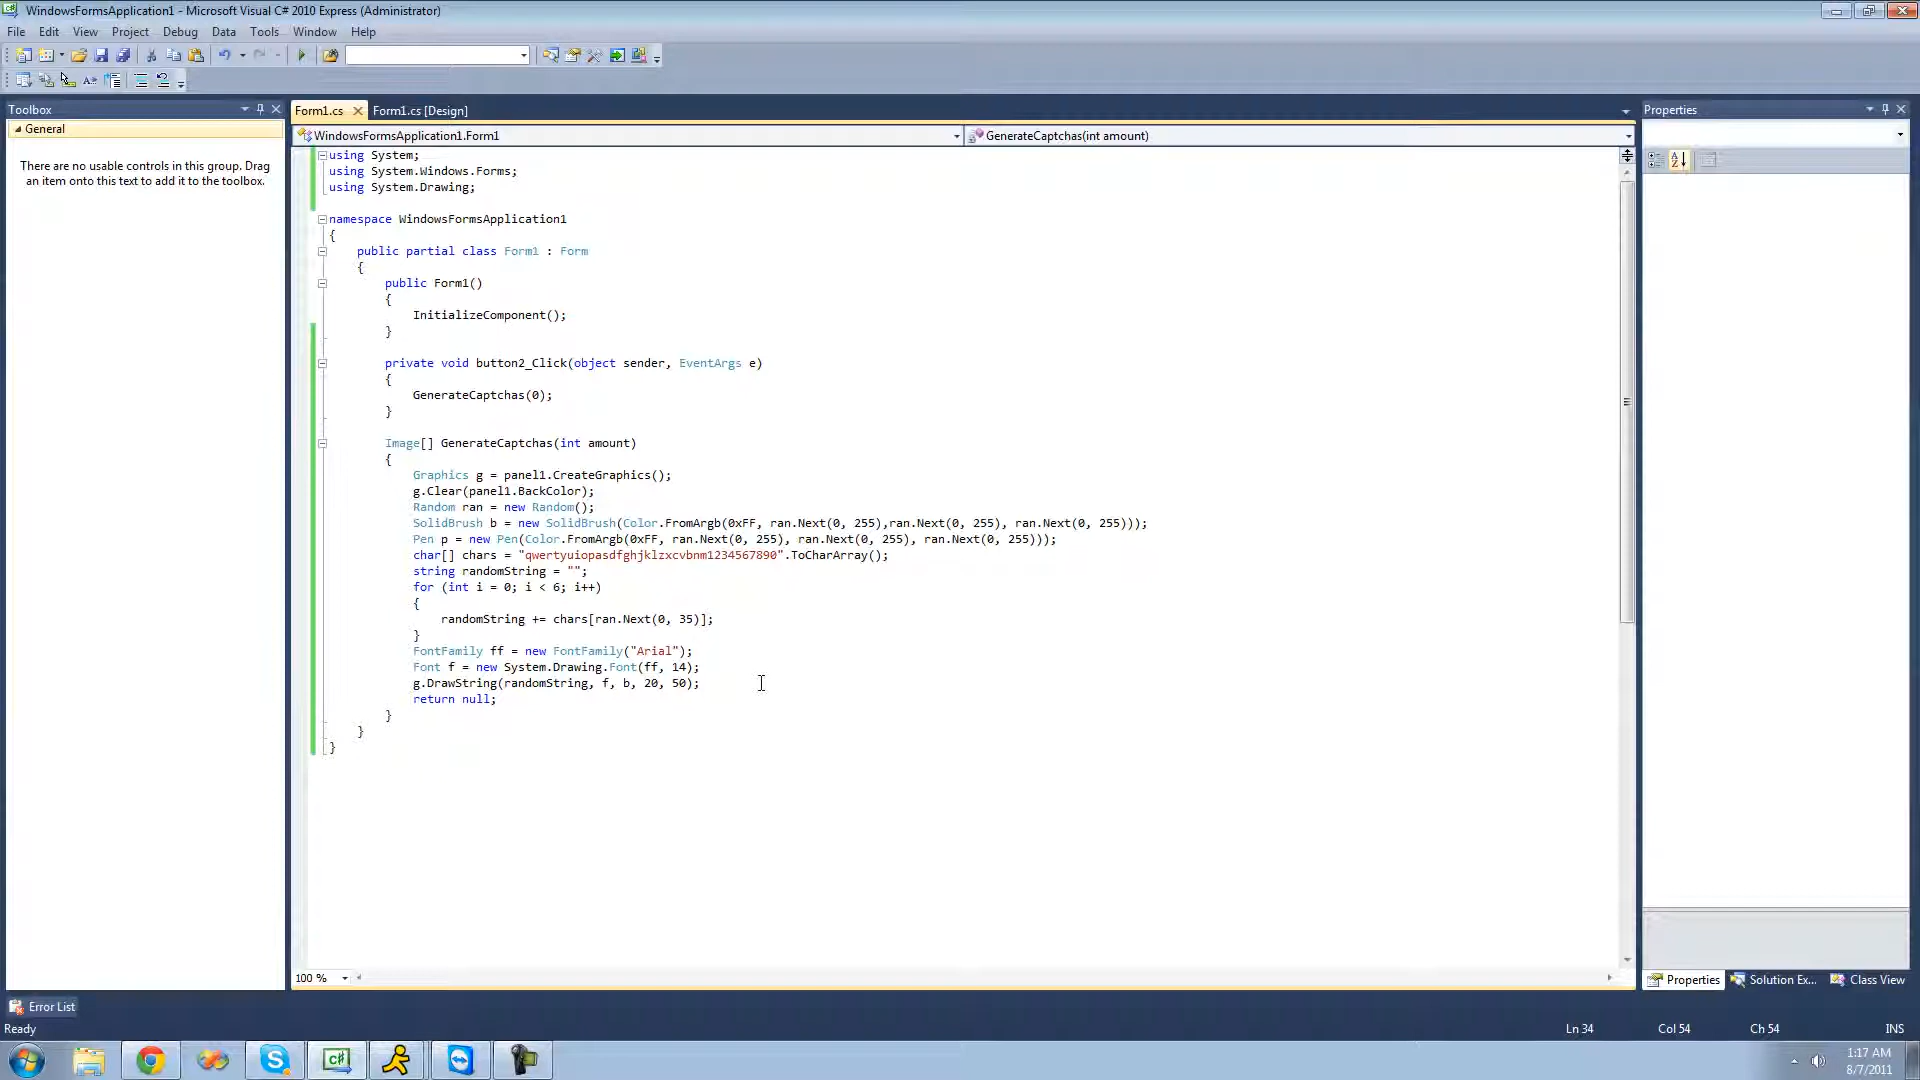 WindowsFormsApplication1 - Microsoft Visual C# 2010 Express (Administrator)
File Edit View Project Debug Data Tools Window Help
Toolbox
General
There are no usable controls in this group. Drag
an item onto this text to add it to the toolbox.
Form1.cs Form1.cs [Design]
WindowsFormsApplication1.Form1 GenerateCaptchas(int amount)
using System;
using System.Windows.Forms;
using System.Drawing;
namespace WindowsFormsApplication1
{
public partial class Form1 : Form
{
public Form1()
{
InitializeComponent();
}
private void button2_Click(object sender, EventArgs e)
{
GenerateCaptchas(0);
}
Image[] GenerateCaptchas(int amount)
{
Graphics g = panel1.CreateGraphics();
g.Clear(panel1.BackColor);
Random ran = new Random();
SolidBrush b = new SolidBrush(Color.FromArgb(0xFF, ran.Next(0, 255),ran.Next(0, 255), ran.Next(0, 255)));
Pen p = new Pen(Color.FromArgb(0xFF, ran.Next(0, 255), ran.Next(0, 255), ran.Next(0, 255)));
char[] chars = "qwertyuiopasdfghjklzxcvbnm1234567890".ToCharArray();
string randomString = "";
for (int i = 0; i < 6; i++)
{
randomString += chars[ran.Next(0, 35)];
}
FontFamily ff = new FontFamily("Arial");
Font f = new System.Drawing.Font(ff, 14);
g.DrawString(randomString, f, b, 20, 50);
return null;
}
}
}
100 %
Properties
Properties Solution Ex... Class View
Error List
Ready Ln 34 Col 54 Ch 54 INS
1:17 AM
8/7/2011